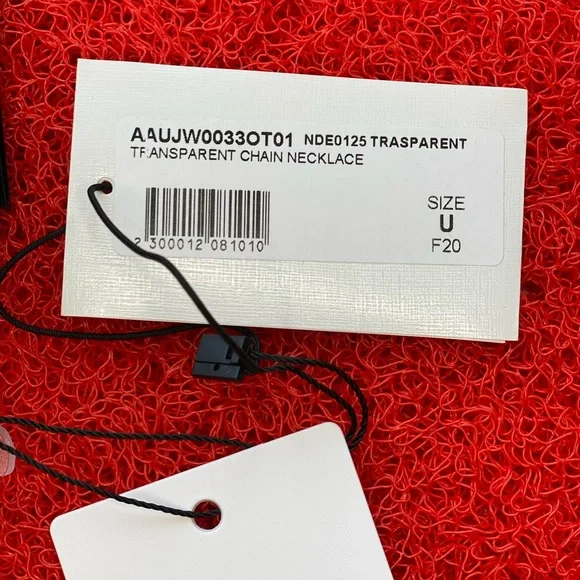 AAUJW0033OT01 NDE0125 TRASPARENT
TRANSPARENT CHAIN NECKLACE
2 300012 081010
SIZE
U
F20